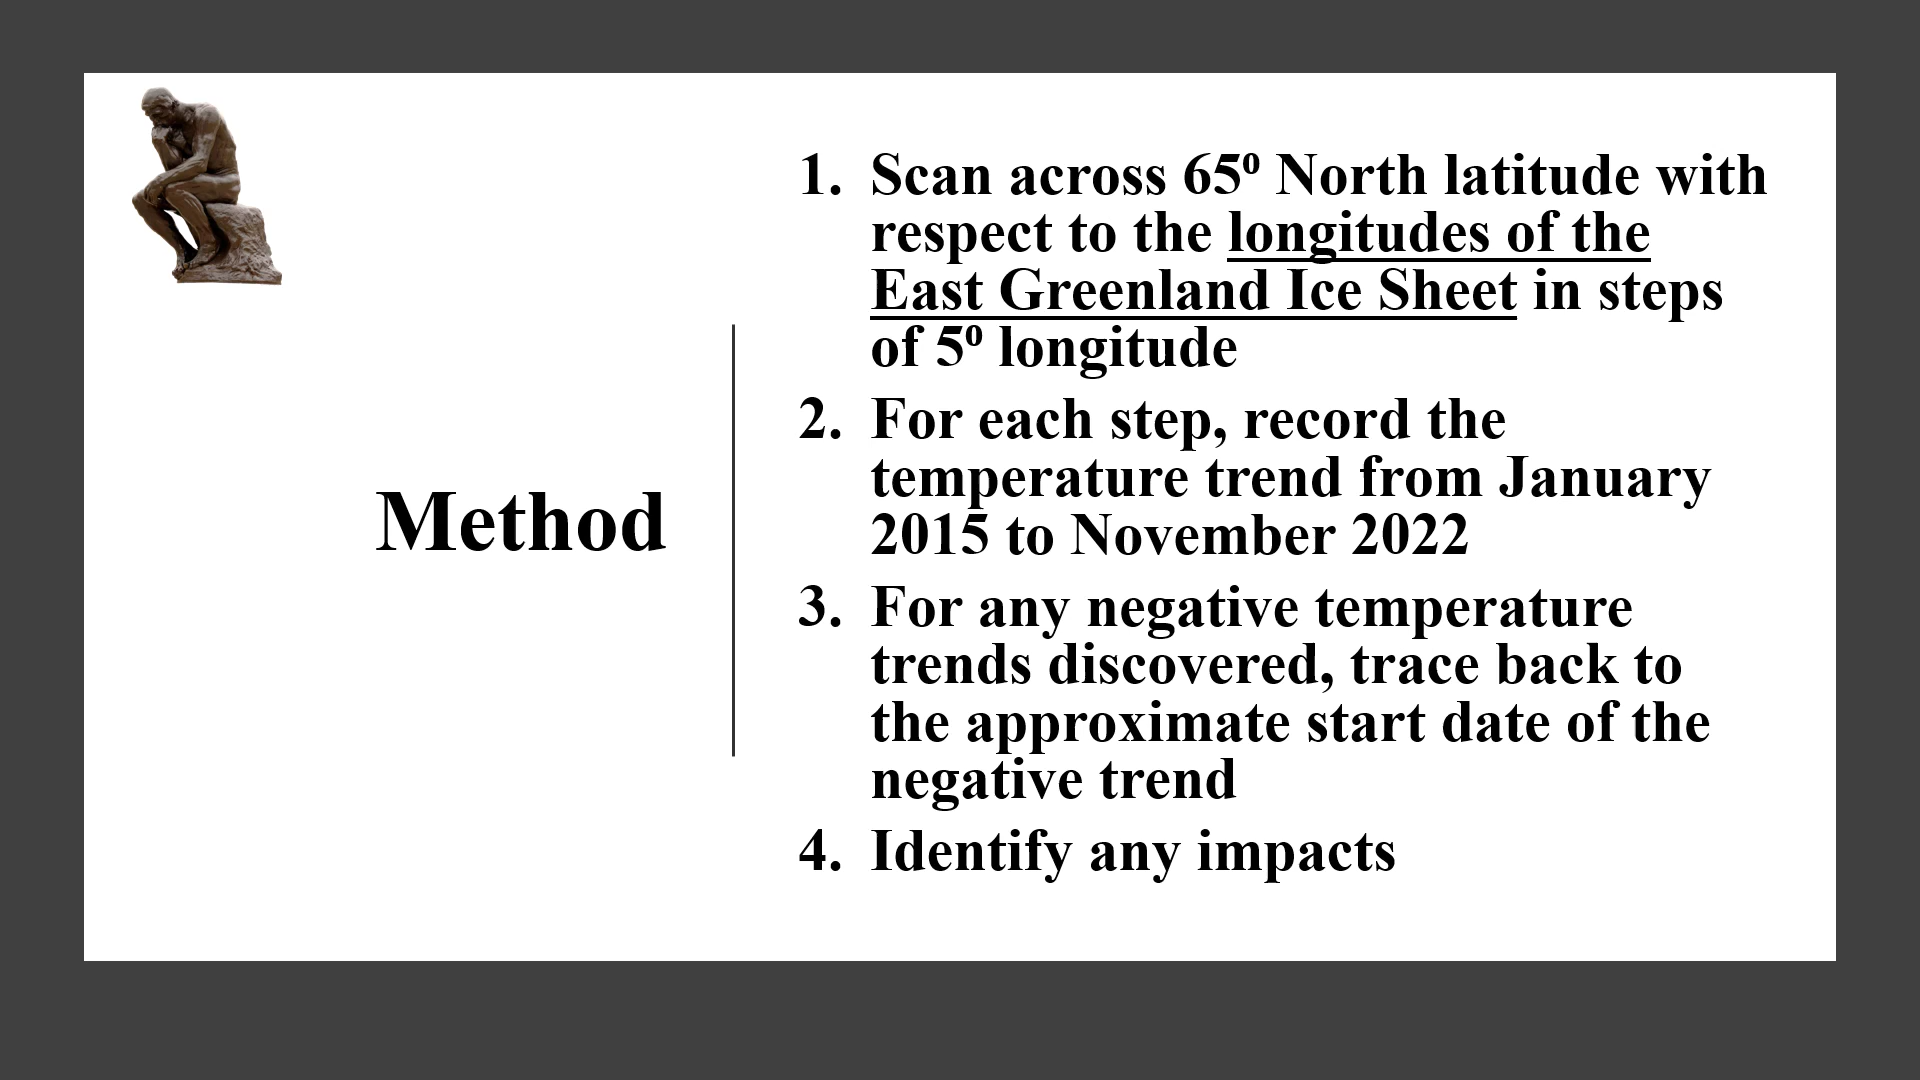 Method
1. Scan across 65⁰ North latitude with
respect to the longitudes of the
East Greenland Ice Sheet in steps
of 5⁰ longitude
2. For each step, record the
temperature trend from January
2015 to November 2022
3. For any negative temperature
trends discovered, trace back to
the approximate start date of the
negative trend
4. Identify any impacts